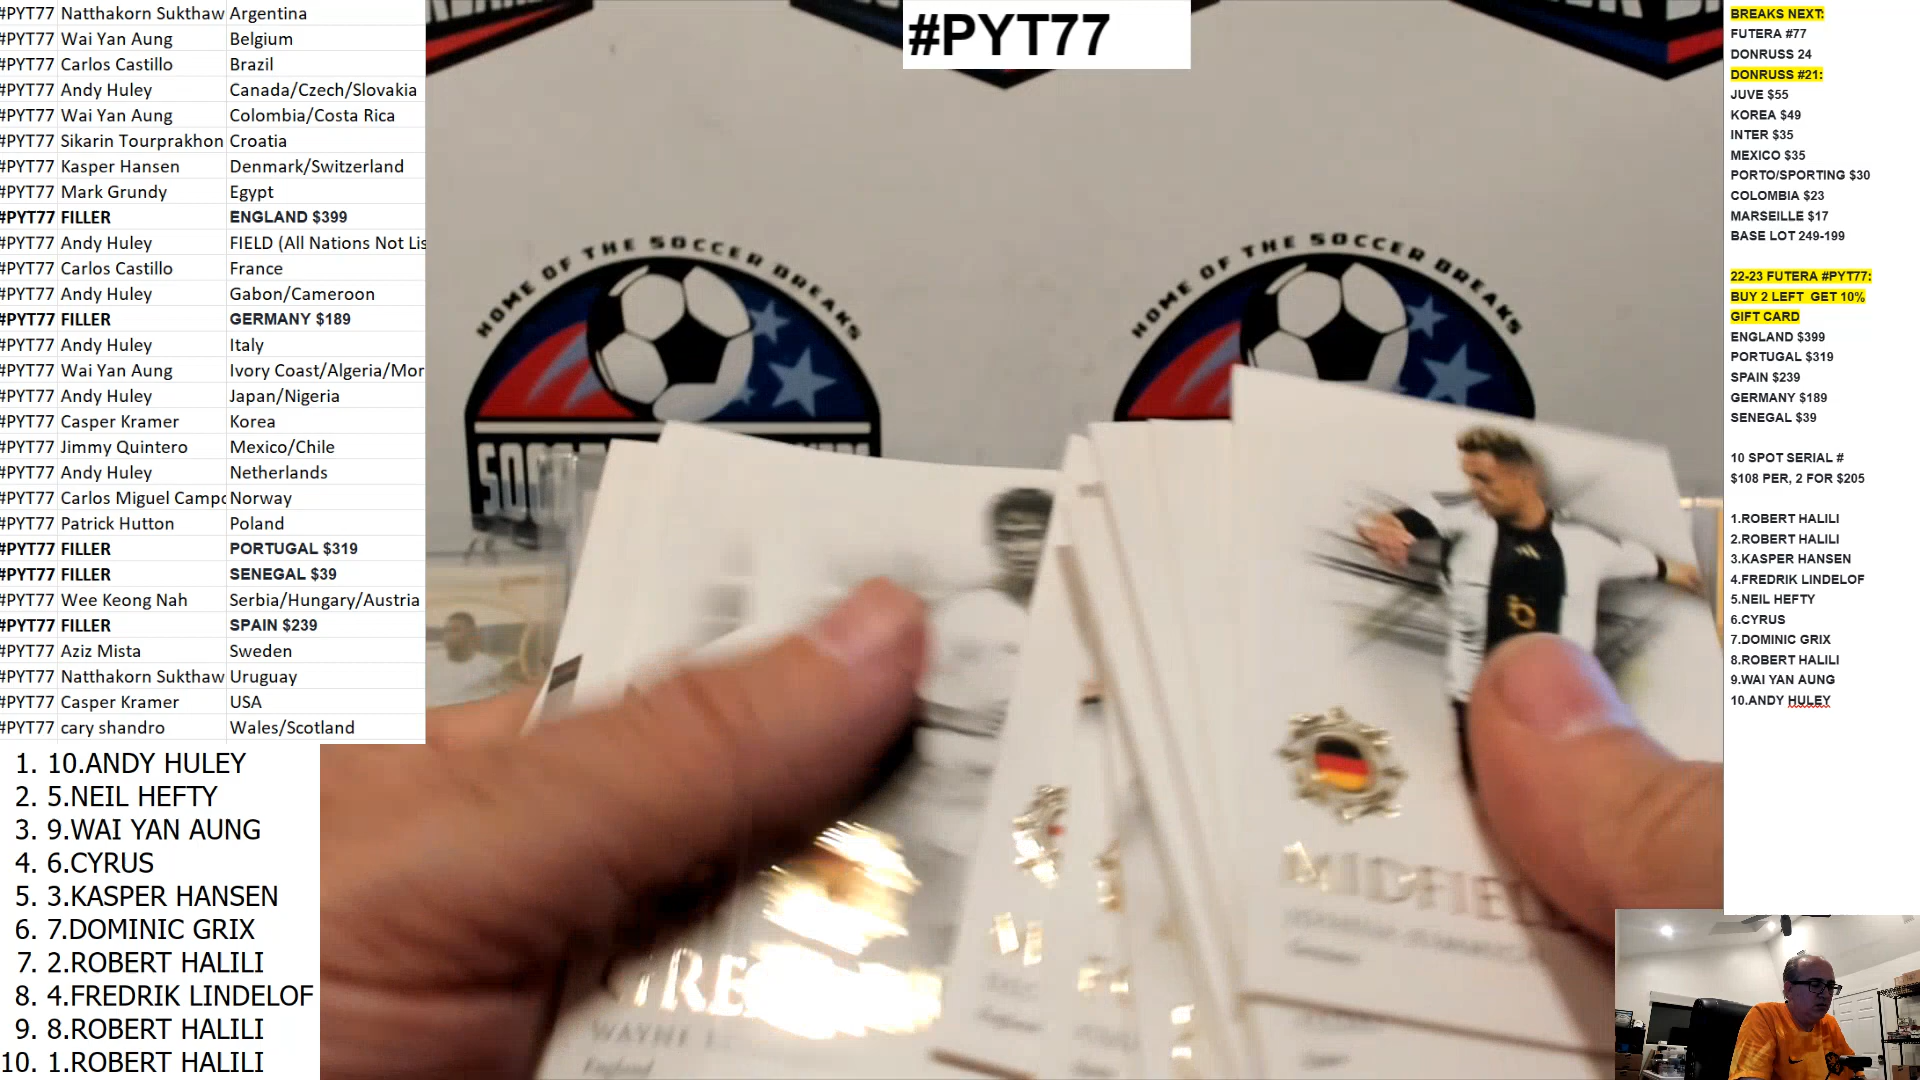 #PYT77 Natthakorn Sukthaw Argentina
#PYT77 Wai Yan Aung Belgium
#PYT77 Carlos Castillo Brazil
#PYT77 Andy Huley Canada/Czech/Slovakia
#PYT77 Wai Yan Aung Colombia/Costa Rica
#PYT77 Sikarin Tourprakhon Croatia
#PYT77 Kasper Hansen Denmark/Switzerland
#PYT77 Mark Grundy Egypt
#PYT77 FILLER ENGLAND $399
#PYT77 Andy Huley FIELD (All Nations Not Lis
#PYT77 Carlos Castillo France
#PYT77 Andy Huley Gabon/Cameroon
#PYT77 FILLER GERMANY $189
#PYT77 Andy Huley Italy
#PYT77 Wai Yan Aung Ivory Coast/Algeria/Mor
#PYT77 Andy Huley Japan/Nigeria
#PYT77 Casper Kramer Korea
#PYT77 Jimmy Quintero Mexico/Chile
#PYT77 Andy Huley Netherlands
#PYT77 Carlos Miguel Campo Norway
#PYT77 Patrick Hutton Poland
#PYT77 FILLER PORTUGAL $319
#PYT77 FILLER SENEGAL $39
#PYT77 Wee Keong Nah Serbia/Hungary/Austria
#PYT77 FILLER SPAIN $239
#PYT77 Aziz Mista Sweden
#PYT77 Natthakorn Sukthaw Uruguay
#PYT77 Casper Kramer USA
#PYT77 cary shandro Wales/Scotland
1. 10.ANDY HULEY
2. 5.NEIL HEFTY
3. 9.WAI YAN AUNG
4. 6.CYRUS
5. 3.KASPER HANSEN
6. 7.DOMINIC GRIX
7. 2.ROBERT HALILI
8. 4.FREDRIK LINDELOF
9. 8.ROBERT HALILI
10. 1.ROBERT HALILI
#PYT77
HOME OF THE SOCCER BREAKS
HOME OF THE SOCCER BREAKS
WAYNE
England
MIDFIEL
Germany
BREAKS NEXT:
FUTERA #77
DONRUSS 24
DONRUSS #21:
JUVE $55
KOREA $49
INTER $35
MEXICO $35
PORTO/SPORTING $30
COLOMBIA $23
MARSEILLE $17
BASE LOT 249-199
22-23 FUTERA #PYT77:
BUY 2 LEFT GET 10%
GIFT CARD
ENGLAND $399
PORTUGAL $319
SPAIN $239
GERMANY $189
SENEGAL $39
10 SPOT SERIAL #
$108 PER, 2 FOR $205
1.ROBERT HALILI
2.ROBERT HALILI
3.KASPER HANSEN
4.FREDRIK LINDELOF
5.NEIL HEFTY
6.CYRUS
7.DOMINIC GRIX
8.ROBERT HALILI
9.WAI YAN AUNG
10.ANDY HULEY